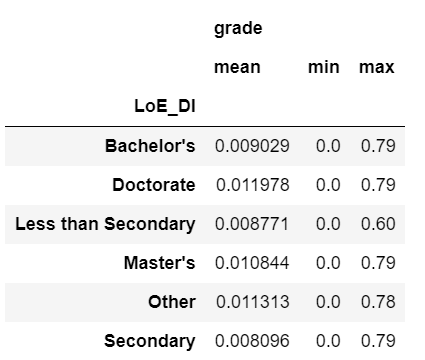 grade
mean min max
LoE_DI
Bachelor's 0.009029 0.0 0.79
Doctorate 0.011978 0.0 0.79
Less than Secondary 0.008771 0.0 0.60
Master's 0.010844 0.0 0.79
Other 0.011313 0.0 0.78
Secondary 0.008096 0.0 0.79